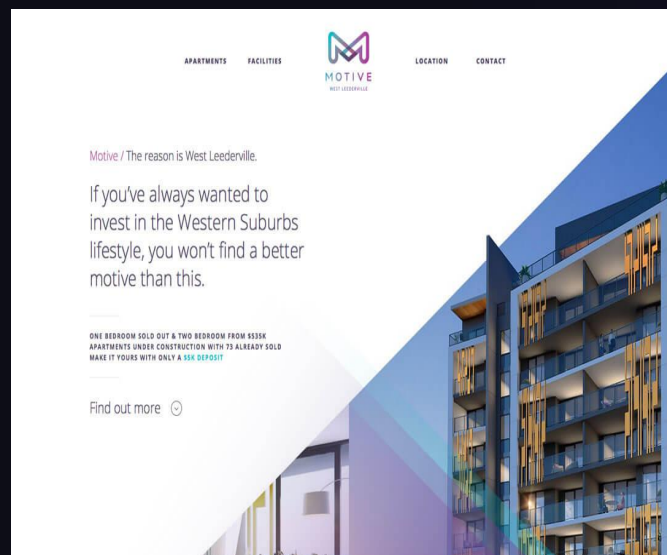 APARTMENTS FACILITIES LOCATION CONTACT
MOTIVE
WEST LEEDERVILLE
Motive / The reason is West Leederville.
If you've always wanted to
invest in the Western Suburbs
lifestyle, you won't find a better
motive than this.
ONE BEDROOM SOLD OUT & TWO BEDROOM FROM $535K
APARTMENTS UNDER CONSTRUCTION WITH 73 ALREADY SOLD
MAKE IT YOURS WITH ONLY A $5K DEPOSIT
Find out more